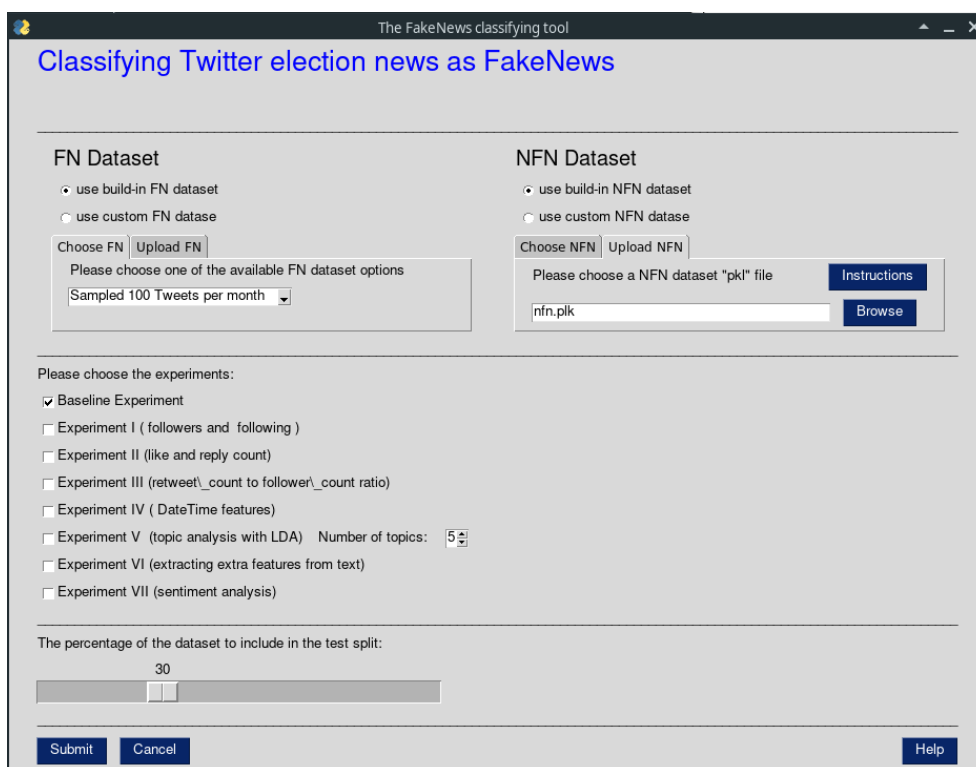 The FakeNews classifying tool
Classifying Twitter election news as FakeNews
FN Dataset
use build-in FN dataset
use custom FN datase
Choose FN Upload FN
Please choose one of the available FN dataset options
Sampled 100 Tweets per month
NFN Dataset
use build-in NFN dataset
use custom NFN datase
Choose NFN Upload NFN
Please choose a NFN dataset "pkl" file Instructions
nfn.plk Browse
Please choose the experiments:
Baseline Experiment
Experiment I ( followers and  following )
Experiment II (like and reply count)
Experiment III (retweet\_count to follower\_count ratio)
Experiment IV ( DateTime features)
Experiment V  (topic analysis with LDA) Number of topics: 5
Experiment VI (extracting extra features from text)
Experiment VII (sentiment analysis)
The percentage of the dataset to include in the test split:
30
Submit Cancel Help